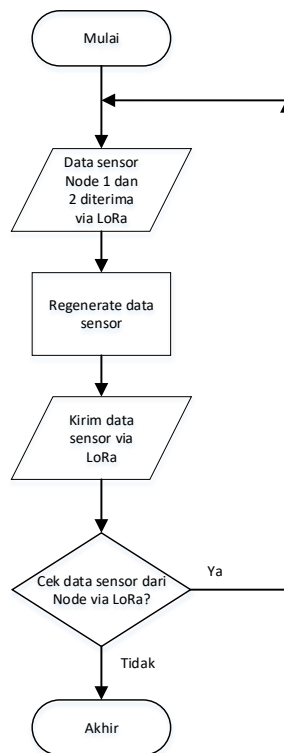 Mulai
Data sensor
Node 1 dan
2 diterima
via LoRa
Regenerate data
sensor
Kirim data
sensor via
LoRa
Cek data sensor dari
Node via LoRa?
Ya
Tidak
Akhir